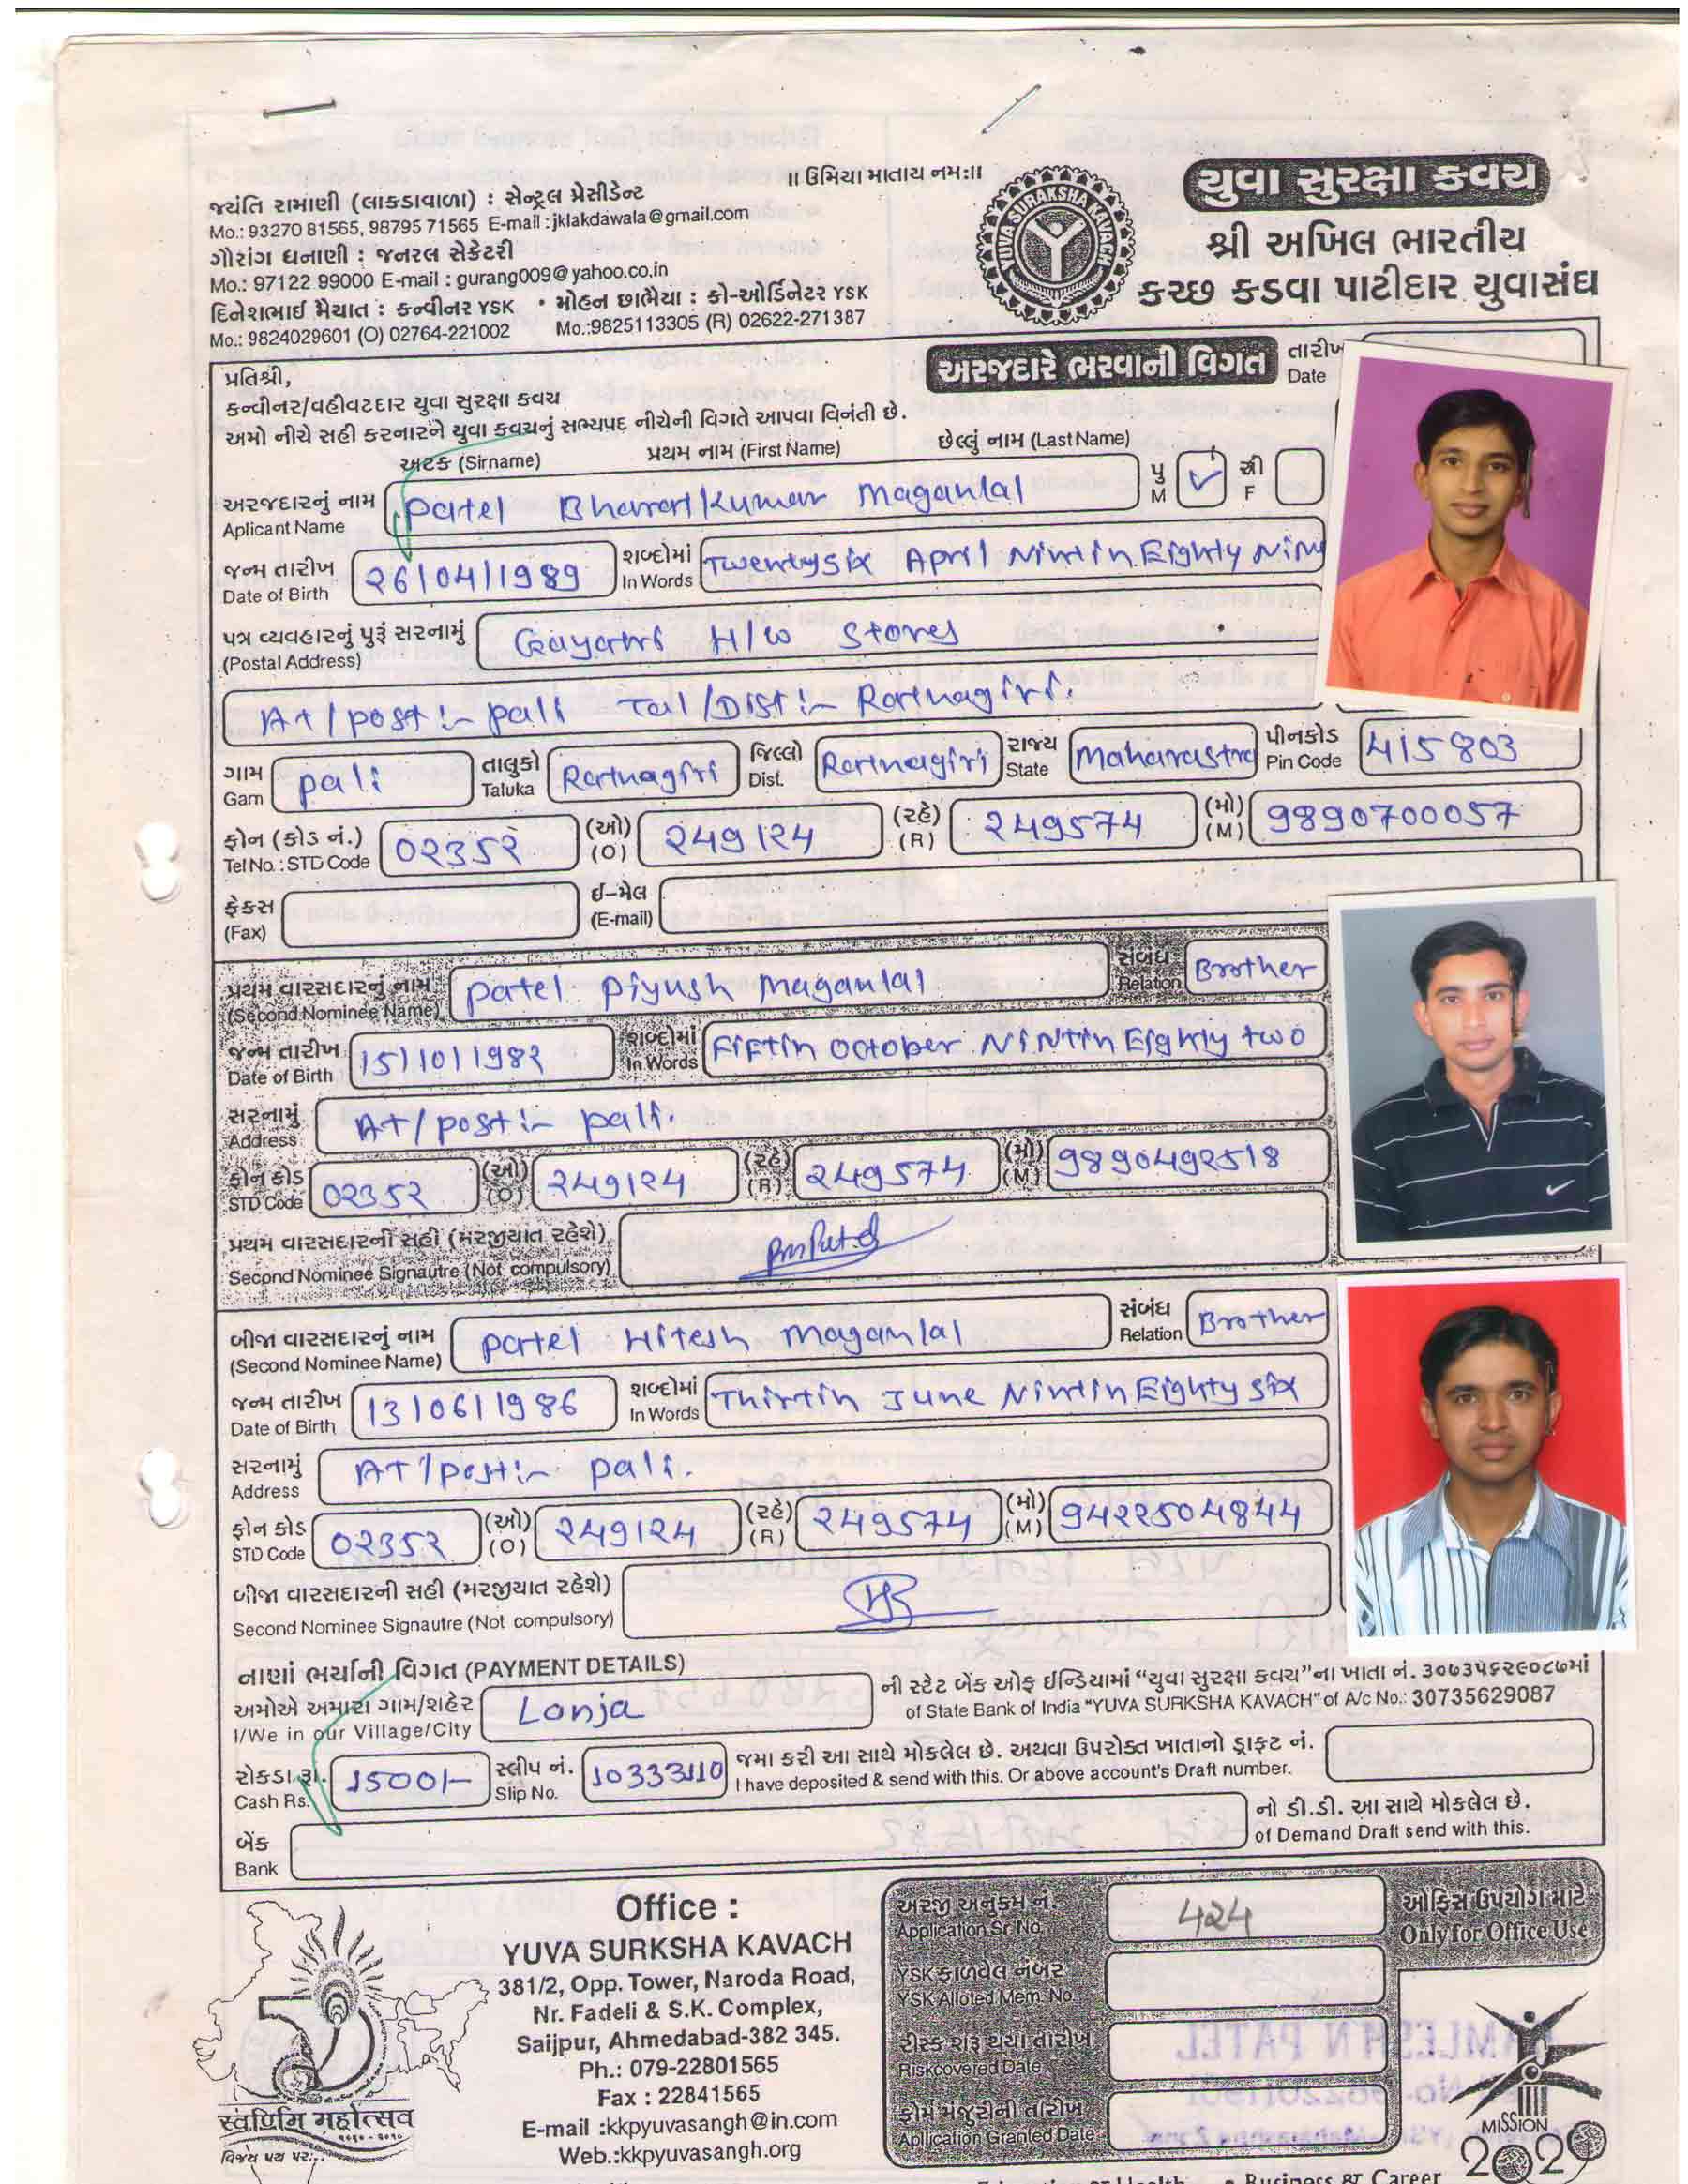 ॥ ઉમિયા માતાય નમઃ॥
જ્યંતિ રામાણી (લાકડાવાળા) : સેન્ટ્રલ પ્રેસીડેન્ટ
Mo.: 93270 81565, 98795 71565 E-mail : jklakdawala@gmail.com
ગૌરાંગ ધનાણી : જનરલ સેક્રેટરી
Mo.: 97122 99000 E-mail : gurang009@yahoo.co.in
દિનેશભાઈ મૈયાત : કન્વીનર YSK • મોહન છાભૈયા : કો-ઓર્ડિનેટર YSK
Mo.: 9824029601 (O) 02764-221002 Mo.:9825113305 (R) 02622-271387
YUVA SURAKSHA KAVACH
યુવા સુરક્ષા કવચ
શ્રી અખિલ ભારતીય
કચ્છ કડવા પાટીદાર યુવાસંઘ
અરજદારે ભરવાની વિગત
તારીખ
Date
પ્રતિશ્રી,
કન્વીનર/વહીવટદાર યુવા સુરક્ષા કવચ
અમો નીચે સહી કરનારને યુવા કવચનું સભ્યપદ નીચેની વિગતે આપવા વિનંતી છે.
અટક (Sirname) પ્રથમ નામ (First Name) છેલ્લું નામ (Last Name)
અરજદારનું નામ Patel Bharatkumar Maganlal પુ ✓ સ્રી
Aplicant Name M F
જન્મ તારીખ 26/04/1989 શબ્દોમાં Twentysix April Nintin Eighty Nine
Date of Birth In Words
પત્ર વ્યવહારનું પુરૂં સરનામું Gayatri H/w Stores
(Postal Address)
At/post :- pali Tal/Dist :- Ratnagiri.
ગામ pali તાલુકો Ratnagiri જિલ્લો Ratnagiri રાજ્ય Maharastra પીનકોડ 415803
Gam Taluka Dist. State Pin Code
ફોન (કોડ નં.) 02352 (ઓ) 249124 (રહે) 249574 (મો) 9890700057
Tel No. : STD Code (O) (R) (M)
ફેક્સ ઈ-મેલ
(Fax) (E-mail)
પ્રથમ વારસદારનું નામ Patel Piyush Maganlal સંબંધ Brother
(Second Nominee Name) Relation
જન્મ તારીખ 15/10/1982 શબ્દોમાં Fiftin October Nintin Eighty two
Date of Birth In Words
સરનામું At/post :- pali.
Address
ફોન કોડ 02352 (ઓ) 249124 (રહે) 249574 (મો) 9890492518
STD Code (O) (R) (M)
પ્રથમ વારસદારની સહી (મરજીયાત રહેશે)
Second Nominee Signautre (Not compulsory)
બીજા વારસદારનું નામ Patel Hitesh Maganlal સંબંધ Brother
(Second Nominee Name) Relation
જન્મ તારીખ 13/06/1986 શબ્દોમાં Thirtin June Nintin Eighty six
Date of Birth In Words
સરનામું AT/post :- pali.
Address
ફોન કોડ 02352 (ઓ) 249124 (રહે) 249574 (મો) 9422504844
STD Code (O) (R) (M)
બીજા વારસદારની સહી (મરજીયાત રહેશે)
Second Nominee Signautre (Not compulsory)
નાણાં ભર્યાની વિગત (PAYMENT DETAILS)
અમોએ અમારા ગામ/શહેર Lanja ની સ્ટેટ બેંક ઓફ ઈન્ડિયામાં "યુવા સુરક્ષા કવચ"ના ખાતા નં. ૩૦૭૩૫૬૨૯૦૮૭માં
I/We in our Village/City of State Bank of India "YUVA SURKSHA KAVACH" of A/c No.: 30735629087
રોકડા રૂા. 15001/- સ્લીપ નં. 10333110 જમા કરી આ સાથે મોકલેલ છે. અથવા ઉપરોક્ત ખાતાનો ડ્રાફ્ટ નં.
Cash Rs. Slip No. I have deposited & send with this. Or above account's Draft number.
બેંક નો ડી.ડી. આ સાથે મોકલેલ છે.
Bank of Demand Draft send with this.
Office :
YUVA SURKSHA KAVACH
381/2, Opp. Tower, Naroda Road,
Nr. Fadeli & S.K. Complex,
Saijpur, Ahmedabad-382 345.
Ph.: 079-22801565
Fax : 22841565
E-mail :kkpyuvasangh@in.com
Web.:kkpyuvasangh.org
અરજી અનુક્રમ નં. 424
Application Sr. No.
YSK ફાળવેલ નંબર
YSK Alloted Mem. No.
રીસ્ક શરૂ થયા તારીખ
Riskcovered Date
ફોર્મ મંજુરીની તારીખ
Apllication Granted Date
ઓફિસ ઉપયોગ માટે
Only for Office Use
સ્વર્ણિમ મહોત્સવ
વિજય પથ પર...
MISSION
2020
• Business & Career